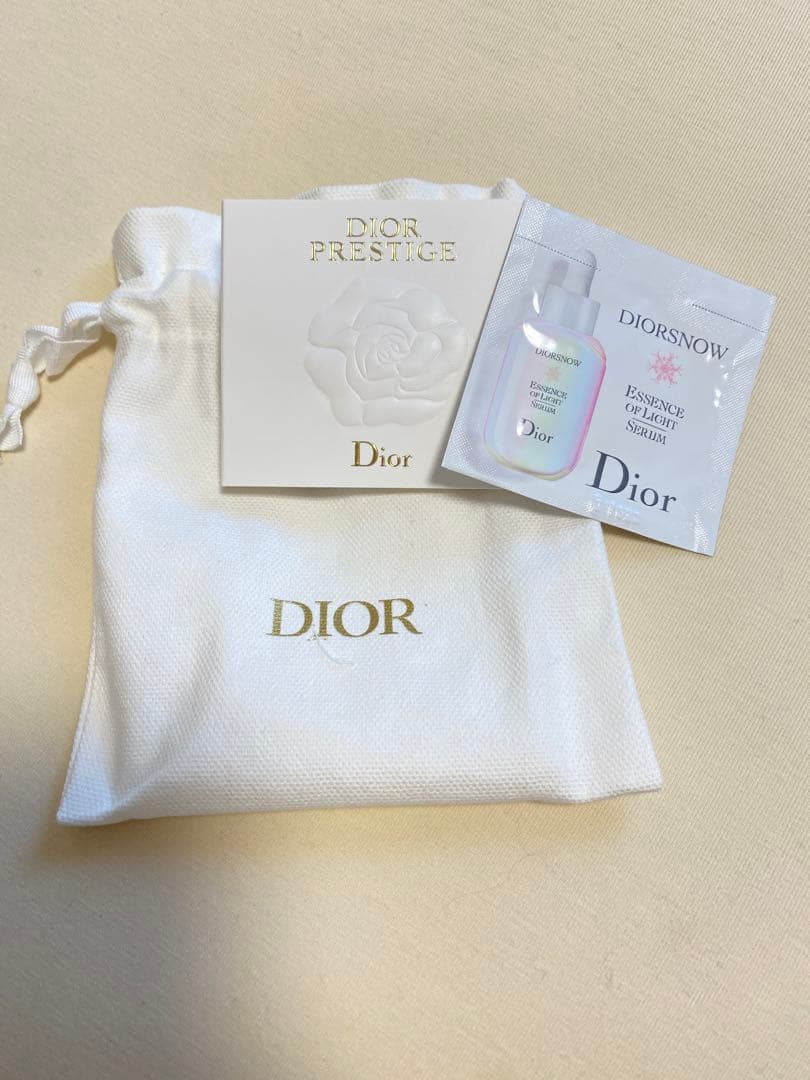 DIOR
PRESTIGE
Dior
DIORSNOW
ESSENCE
OF LIGHT
SERUM
Dior
DIORSNOW
ESSENCE
OF LIGHT
SERUM
Dior
DIOR